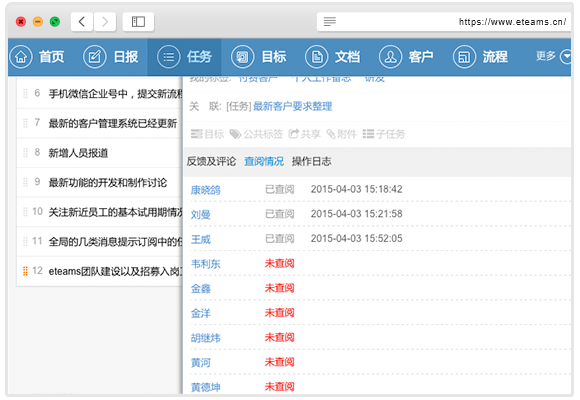 https://www.eteams.cn/
首页 日报 任务 目标 文档 客户 流程 更多
我的标签: 付费客户 个人工作备忘 研发
6 手机微信企业号中，提交新流程
关 联: [任务] 最新客户要求整理
7 最新的客户管理系统已经更新
目标 公共标签 共享 附件 子任务
8 新增人员报道
反馈及评论 查阅情况 操作日志
9 最新功能的开发和制作讨论
康晓鸽 已查阅 2015-04-03 15:18:42
10 关注新近员工的基本试用期情况
刘曼 已查阅 2015-04-03 15:21:58
11 全局的几类消息提示订阅中的任
王威 已查阅 2015-04-03 15:52:05
12 eteams团队建设以及招募入岗
韦利东 未查阅
金鑫 未查阅
金洋 未查阅
胡继炜 未查阅
黄河 未查阅
黄德坤 未查阅